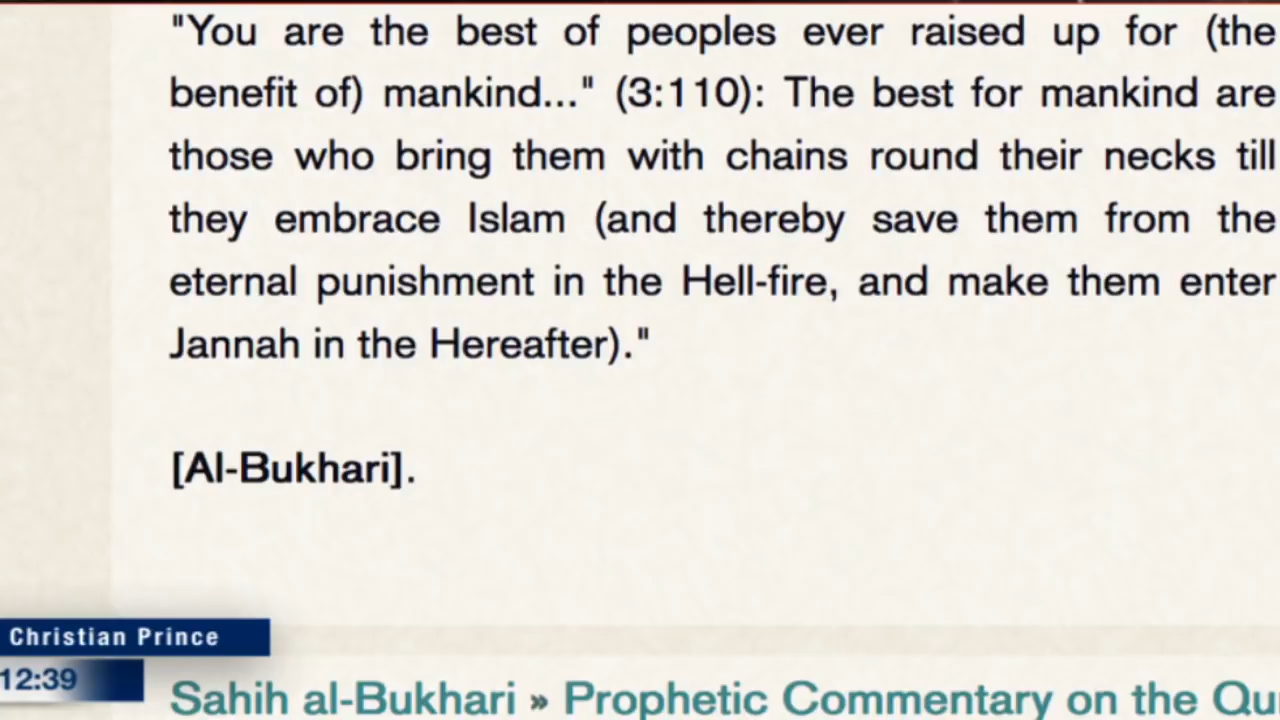 "You are the best of peoples ever raised up for (the
benefit of) mankind..." (3:110): The best for mankind are
those who bring them with chains round their necks till
they embrace Islam (and thereby save them from the
eternal punishment in the Hell-fire, and make them enter
Jannah in the Hereafter)."
[Al-Bukhari].
Christian Prince
12:39
Sahih al-Bukhari » Prophetic Commentary on the Qu